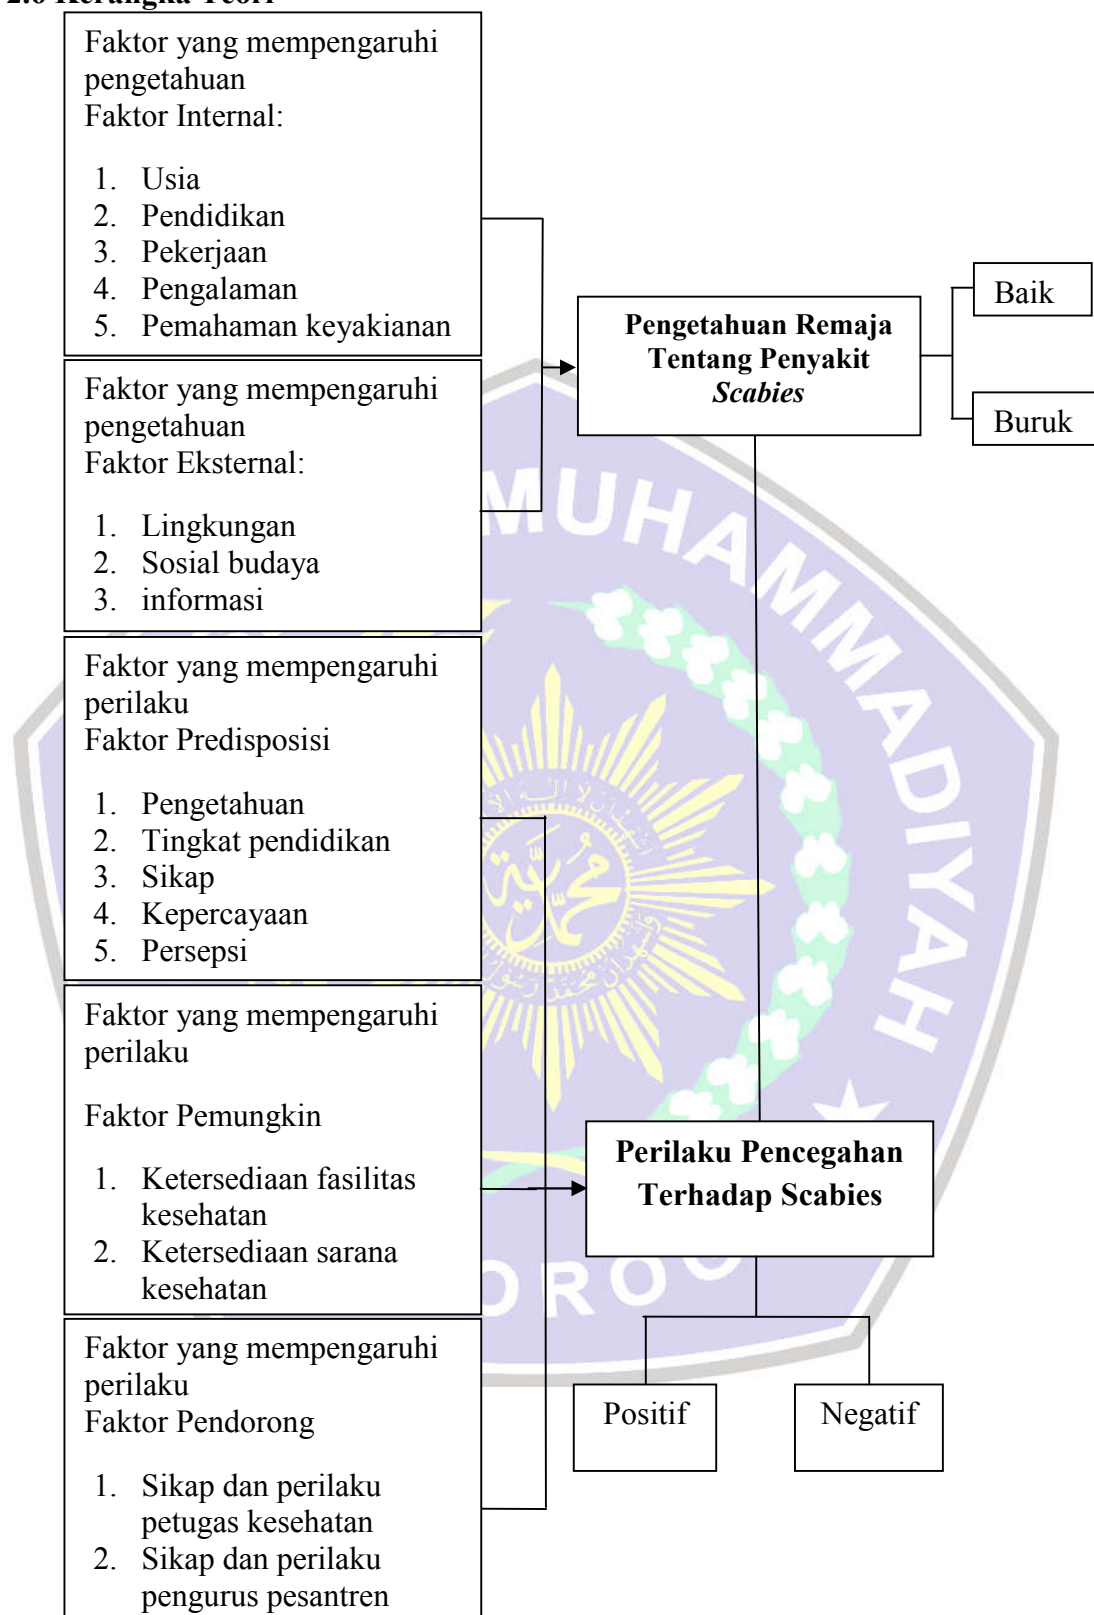 2.6 Kerangka Teori
Faktor yang mempengaruhi
pengetahuan
Faktor Internal:
1. Usia
2. Pendidikan
3. Pekerjaan
4. Pengalaman
5. Pemahaman keyakianan
Faktor yang mempengaruhi
pengetahuan
Faktor Eksternal:
1. Lingkungan
2. Sosial budaya
3. informasi
Faktor yang mempengaruhi
perilaku
Faktor Predisposisi
1. Pengetahuan
2. Tingkat pendidikan
3. Sikap
4. Kepercayaan
5. Persepsi
Faktor yang mempengaruhi
perilaku
Faktor Pemungkin
1. Ketersediaan fasilitas
kesehatan
2. Ketersediaan sarana
kesehatan
Faktor yang mempengaruhi
perilaku
Faktor Pendorong
1. Sikap dan perilaku
petugas kesehatan
2. Sikap dan perilaku
pengurus pesantren
Pengetahuan Remaja
Tentang Penyakit
Scabies
Baik
Buruk
Perilaku Pencegahan
Terhadap Scabies
Positif
Negatif
MUHAMMADIYAH